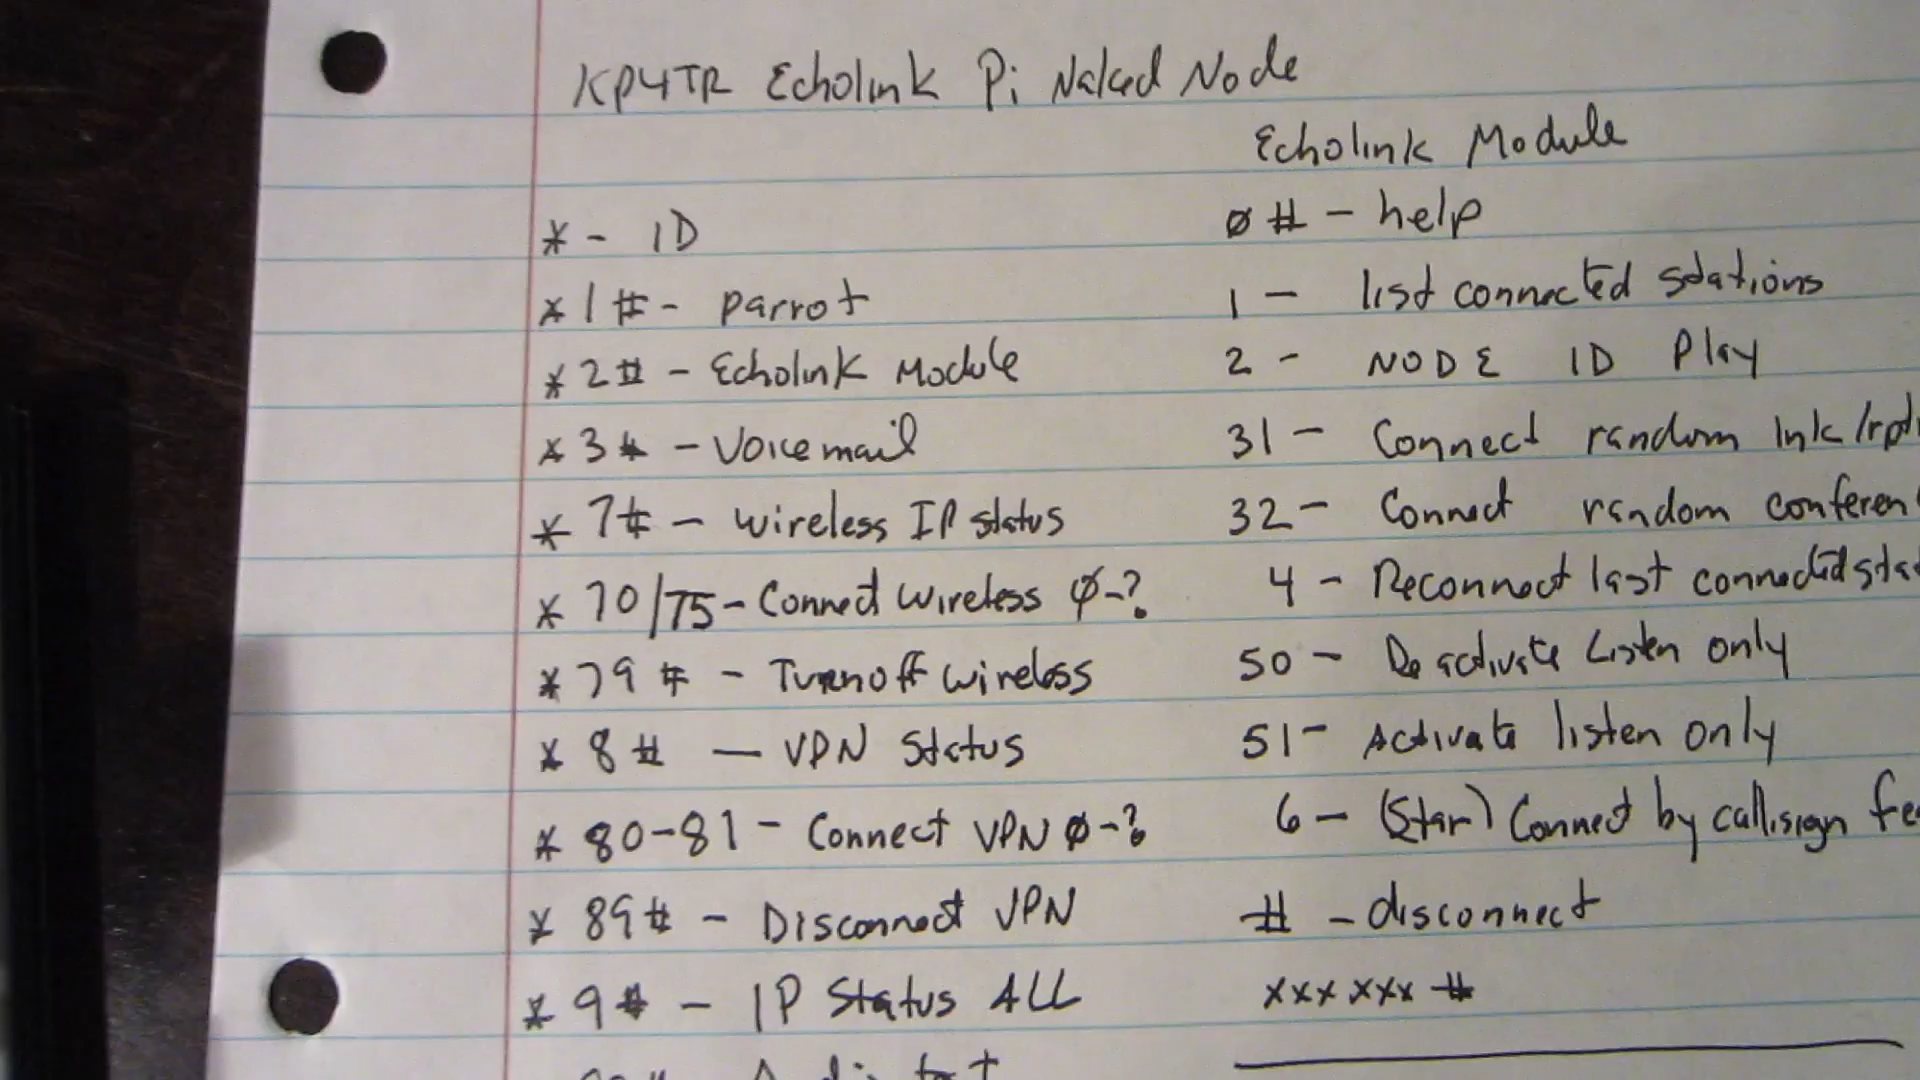 KP4TR Echolink Pi Naked Node
* - ID
*1# - parrot
*2# - Echolink Module
*3# - Voicemail
*7# - wireless IP status
*70/75 - Connect wireless Ø-?
*79# - Turnoff wireless
*8# - VPN Status
*80-81 - Connect VPN Ø-?
*89# - Disconnect VPN
*9# - IP Status ALL
Echolink Module
Ø# - help
1 - list connected stations
2 - NODE ID Play
31 - Connect random lnk/rpt
32 - Connect random conferen
4 - Reconnect last connected sta
50 - Deactivate Listen only
51 - Activate listen only
6 - (Star) Connect by callsign fe
# - disconnect
xxxxxx#